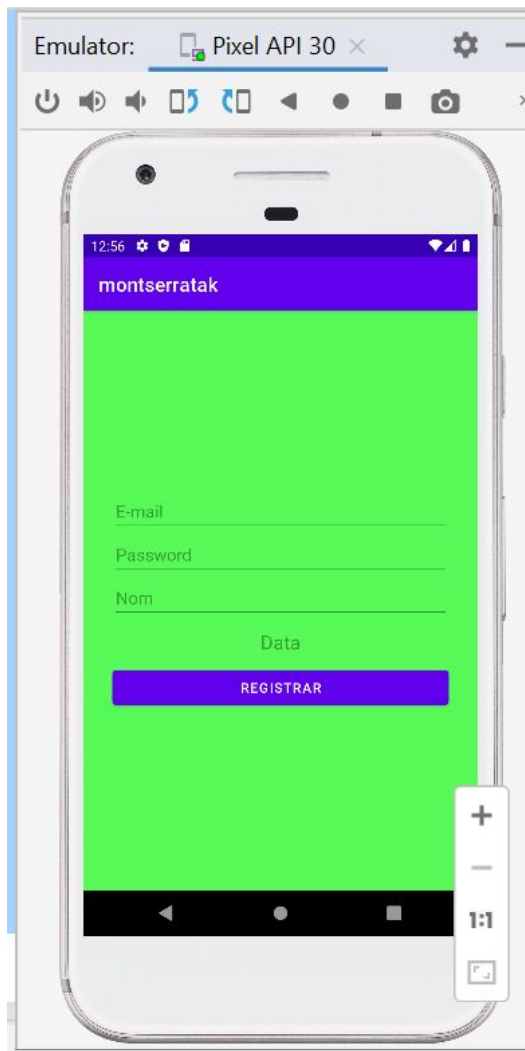 Emulator: Pixel API 30
12:56
montserratak
E-mail
Password
Nom
Data
REGISTRAR
1:1